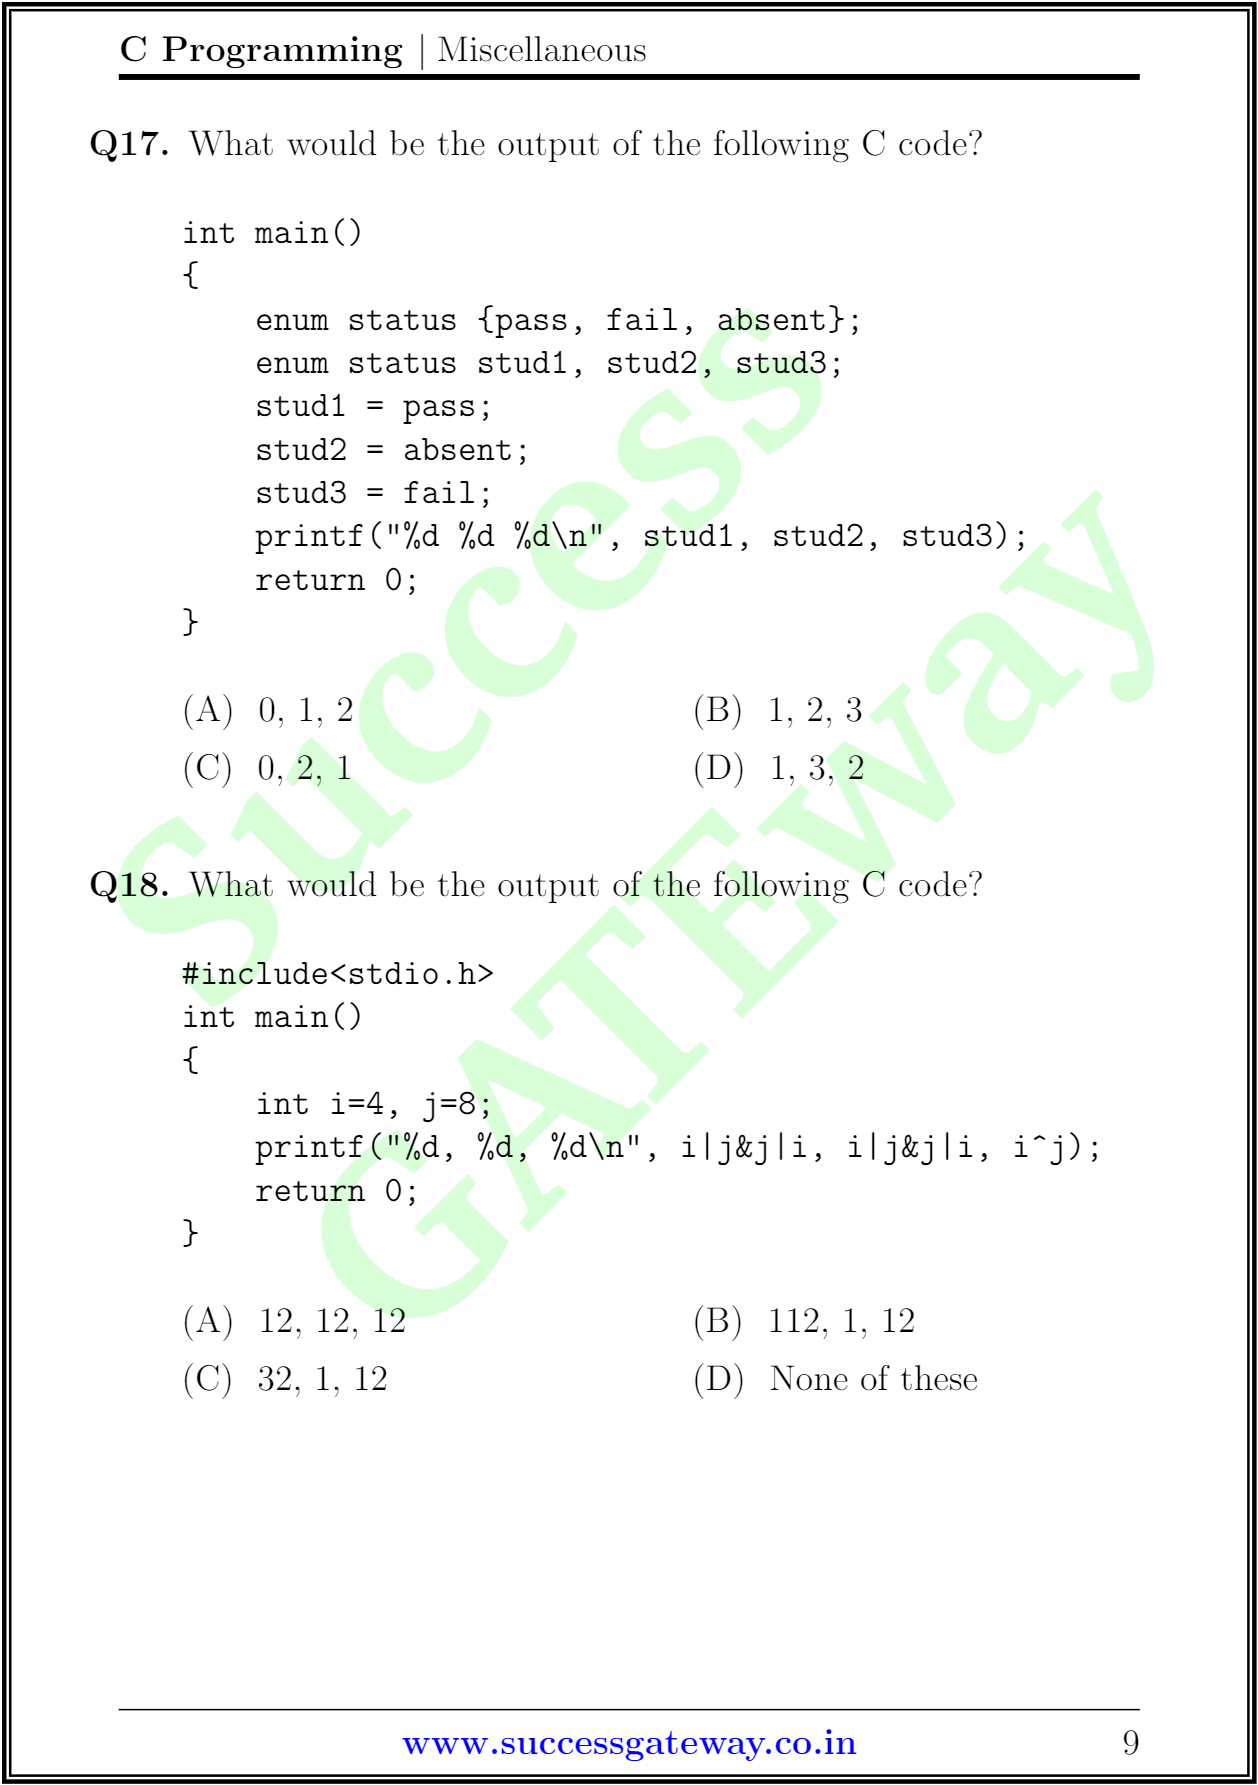 C Programming | Miscellaneous
Q17. What would be the output of the following C code?
int main()
{
    enum status {pass, fail, absent};
    enum status stud1, stud2, stud3;
    stud1 = pass;
    stud2 = absent;
    stud3 = fail;
    printf("%d %d %d\n", stud1, stud2, stud3);
    return 0;
}
(A) 0, 1, 2 (B) 1, 2, 3
(C) 0, 2, 1 (D) 1, 3, 2
Q18. What would be the output of the following C code?
#include<stdio.h>
int main()
{
    int i=4, j=8;
    printf("%d, %d, %d\n", i|j&j|i, i|j&j|i, i^j);
    return 0;
}
(A) 12, 12, 12 (B) 112, 1, 12
(C) 32, 1, 12 (D) None of these
Success
GATEway
www.successgateway.co.in 9